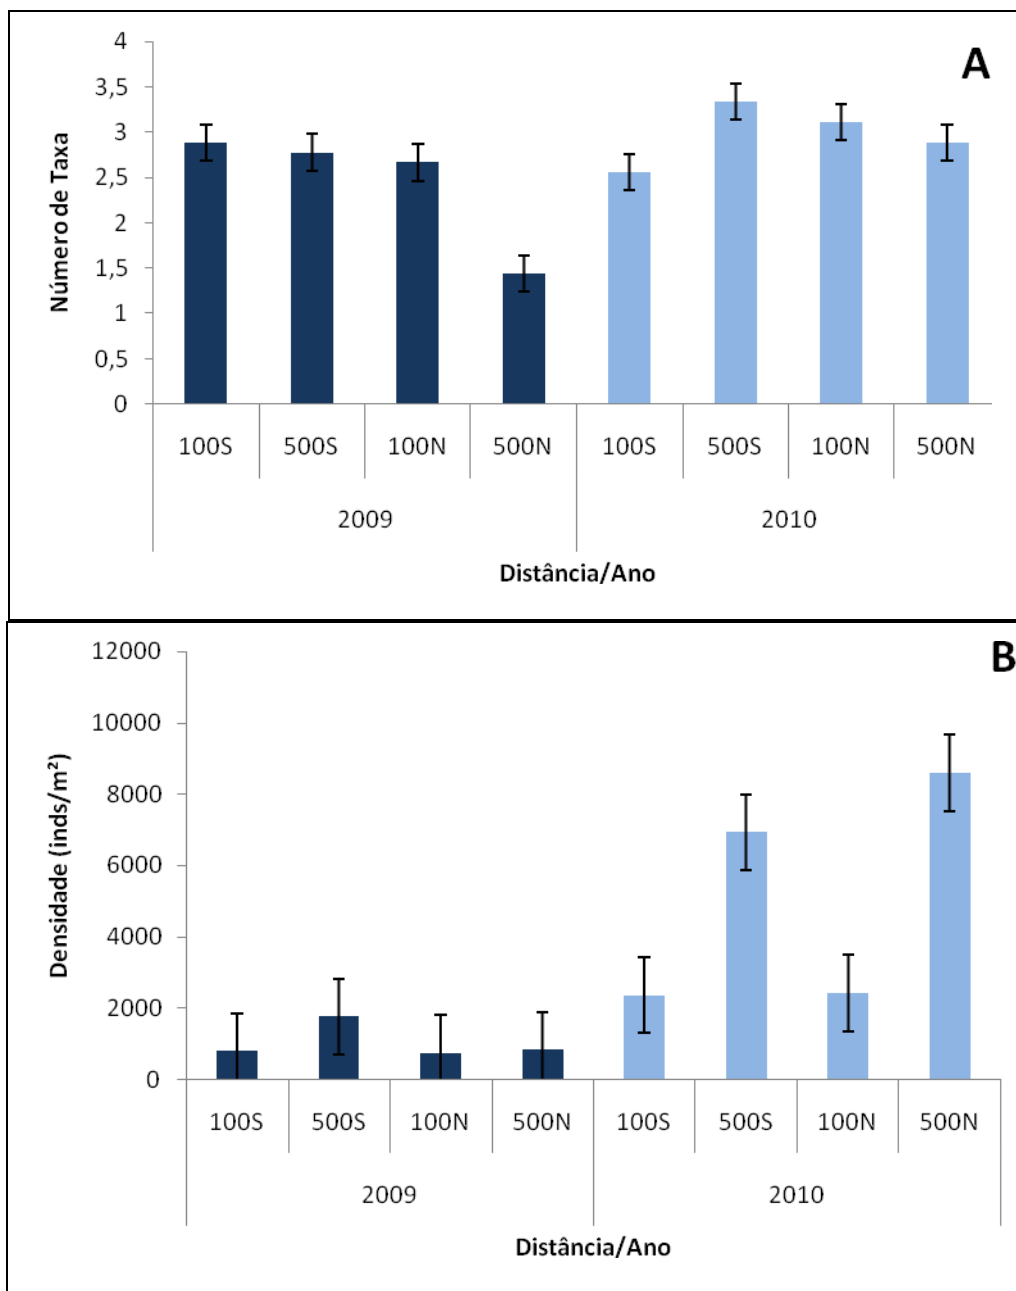 A
4
3,5
3
2,5
2
1,5
1
0,5
0
Número de Taxa
100S 500S 100N 500N 100S 500S 100N 500N
2009 2010
Distância/Ano
B
12000
10000
8000
6000
4000
2000
0
Densidade (inds/m²)
100S 500S 100N 500N 100S 500S 100N 500N
2009 2010
Distância/Ano